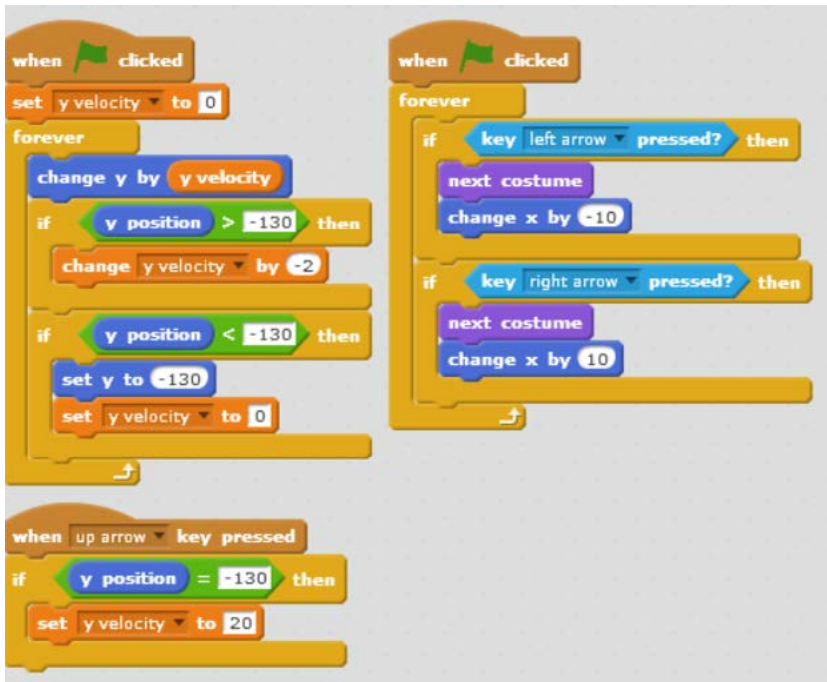 when clicked
set y velocity to 0
forever
change y by y velocity
if y position > -130 then
change y velocity by -2
if y position < -130 then
set y to -130
set y velocity to 0
when up arrow key pressed
if y position = -130 then
set y velocity to 20
when clicked
forever
if key left arrow pressed? then
next costume
change x by -10
if key right arrow pressed? then
next costume
change x by 10